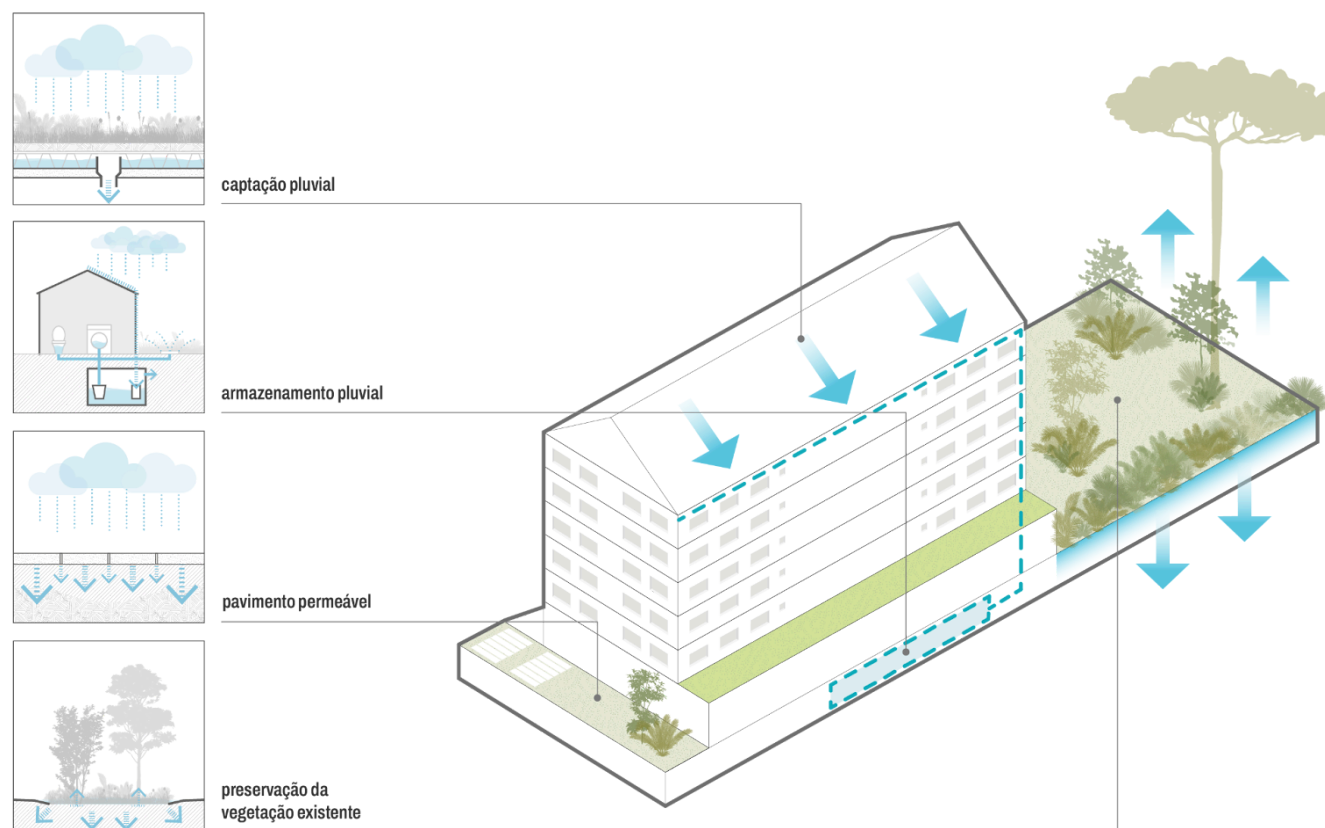 captação pluvial
armazenamento pluvial
pavimento permeável
preservação da
vegetação existente